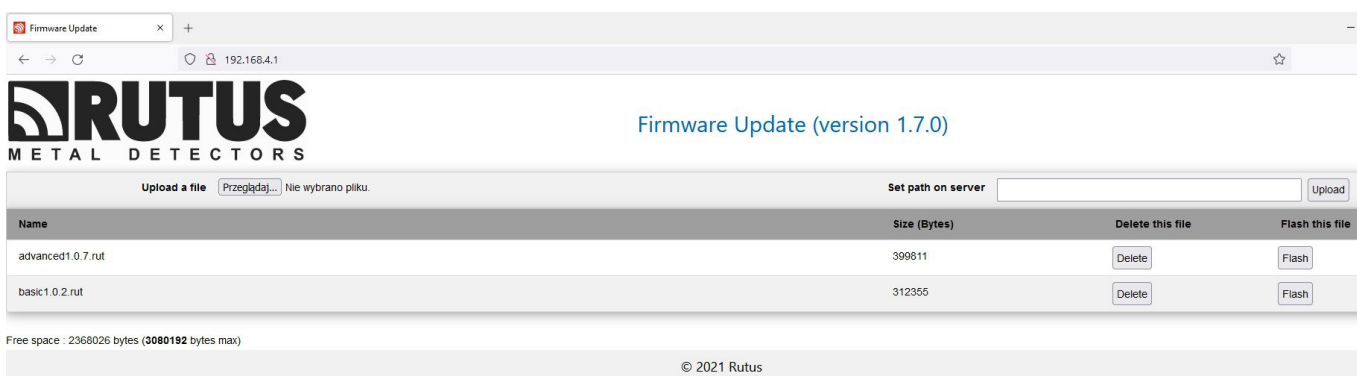 Firmware Update
192.168.4.1
RUTUS
METAL DETECTORS
Firmware Update (version 1.7.0)
Upload a file Przeglądaj... Nie wybrano pliku. Set path on server Upload
Name Size (Bytes) Delete this file Flash this file
advanced1.0.7.rut 399811 Delete Flash
basic1.0.2.rut 312355 Delete Flash
Free space : 2368026 bytes (3080192 bytes max)
© 2021 Rutus